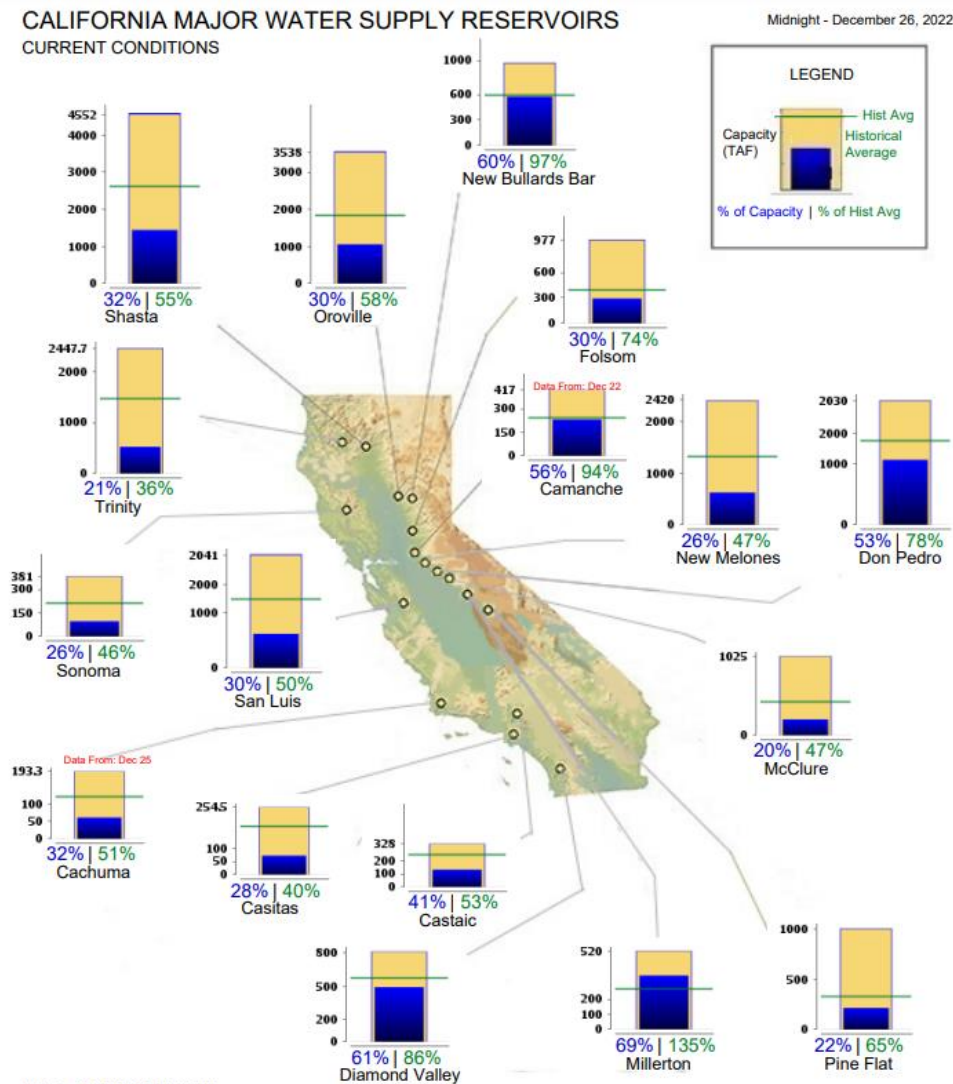 CALIFORNIA MAJOR WATER SUPPLY RESERVOIRS
CURRENT CONDITIONS
Midnight - December 26, 2022
LEGEND
Capacity
(TAF)
Hist Avg
Historical
Average
% of Capacity | % of Hist Avg
1000
600
300
0
60% | 97%
New Bullards Bar
4552
4000
3000
2000
1000
0
32% | 55%
Shasta
3538
3000
2000
1000
0
30% | 58%
Oroville
977
600
300
0
30% | 74%
Folsom
2447.7
2000
1000
0
21% | 36%
Trinity
Data From: Dec 22
417
300
150
0
56% | 94%
Camanche
2420
2000
1000
0
26% | 47%
New Melones
2030
2000
1000
0
53% | 78%
Don Pedro
381
300
150
0
26% | 46%
Sonoma
2041
2000
1000
0
30% | 50%
San Luis
1025
0
20% | 47%
McClure
Data From: Dec 25
193.3
100
50
0
32% | 51%
Cachuma
254.5
100
50
0
28% | 40%
Casitas
328
200
100
0
41% | 53%
Castaic
800
500
200
0
61% | 86%
Diamond Valley
520
200
100
0
69% | 135%
Millerton
1000
500
0
22% | 65%
Pine Flat